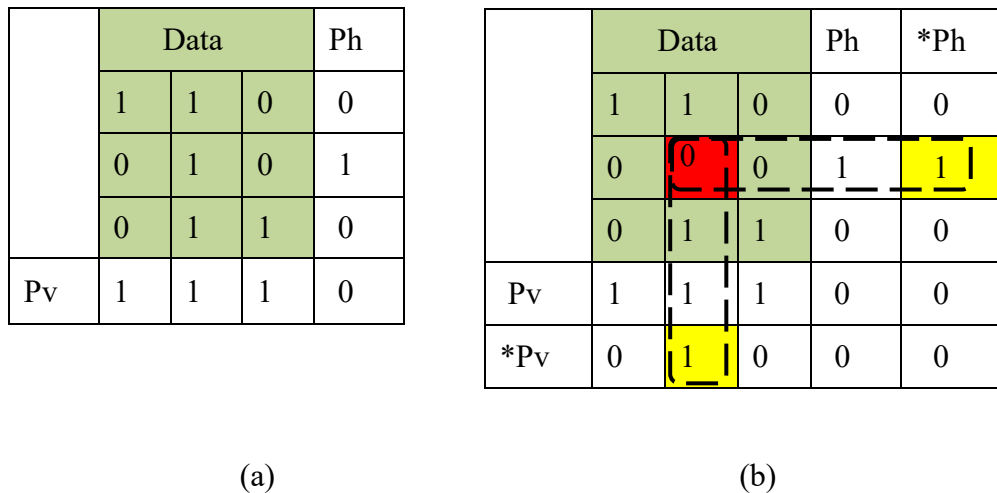 Data Ph
1 1 0 0
0 1 0 1
0 1 1 0
Pv 1 1 1 0
(a)
Data Ph *Ph
1 1 0 0 0
0 0 0 1 1
0 1 1 0 0
Pv 1 1 1 0 0
*Pv 0 1 0 0 0
(b)